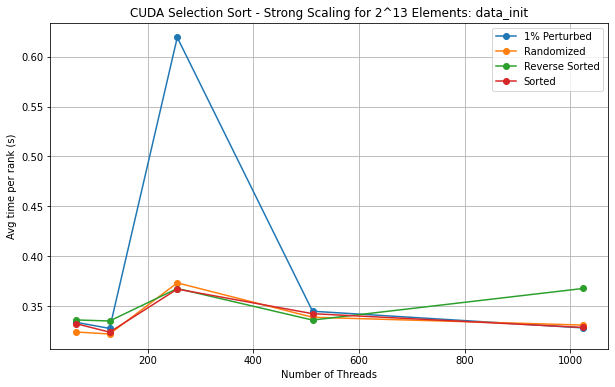 CUDA Selection Sort - Strong Scaling for 2^13 Elements: data_init
1% Perturbed
Randomized
Reverse Sorted
Sorted
Avg time per rank (s)
0.60
0.55
0.50
0.45
0.40
0.35
200
400
600
800
1000
Number of Threads